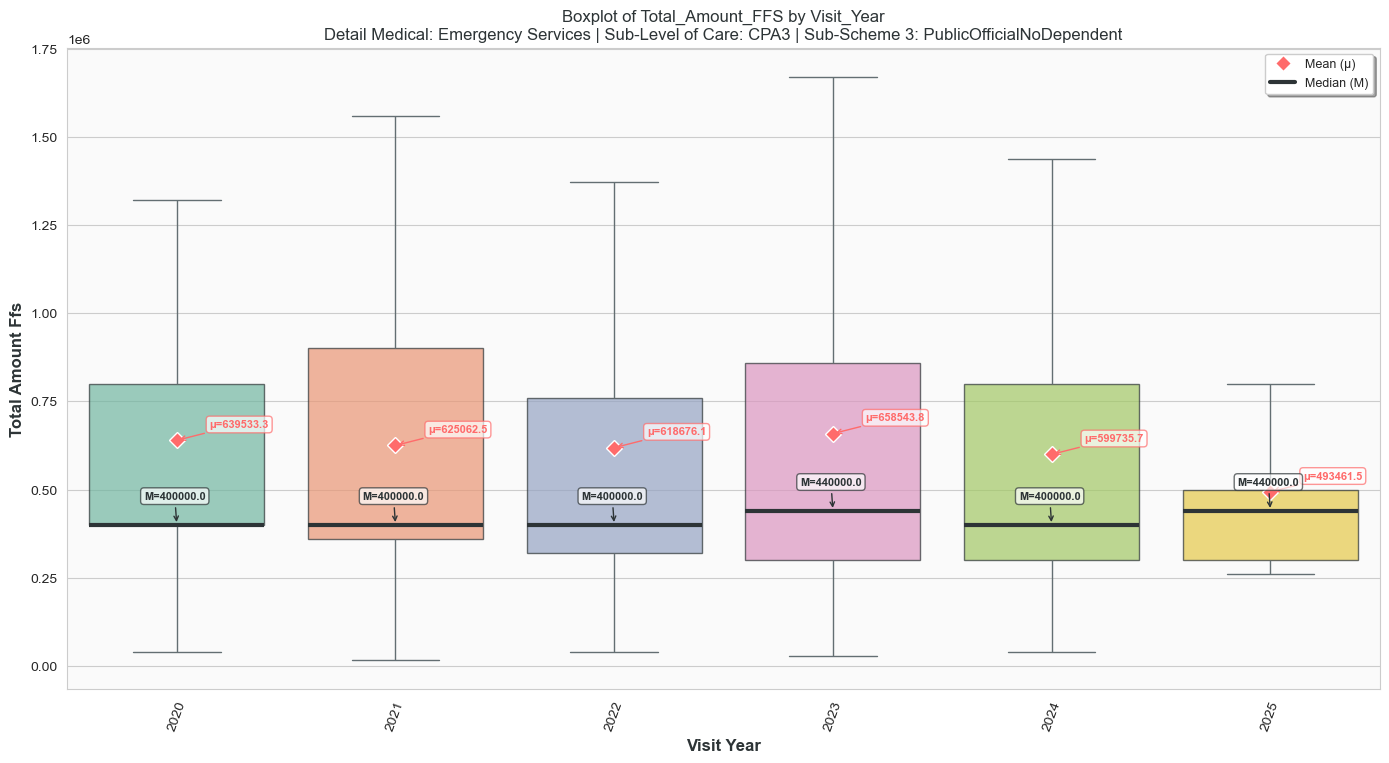 Boxplot of Total_Amount_FFS by Visit_Year
Detail Medical: Emergency Services | Sub-Level of Care: CPA3 | Sub-Scheme 3: PublicOfficialNoDependent
1e6
1.75
1.50
1.25
1.00
0.75
0.50
0.25
0.00
Total Amount Ffs
Mean (μ)
Median (M)
μ=639533.3
M=400000.0
μ=625062.5
M=400000.0
μ=618676.1
M=400000.0
μ=658543.8
M=440000.0
μ=599735.7
M=400000.0
μ=493461.5
M=440000.0
2020
2021
2022
2023
2024
2025
Visit Year